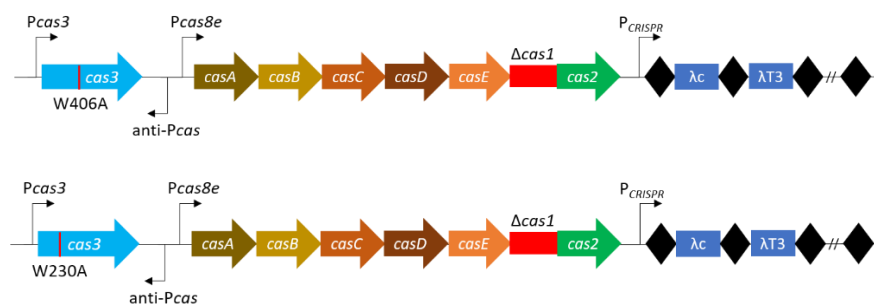 Pcas3 Pcas8e PCRISPR
Δcas1
cas3 casA casB casC casD casE cas2 λc λT3 //
W406A
anti-Pcas
Pcas3 Pcas8e PCRISPR
Δcas1
cas3 casA casB casC casD casE cas2 λc λT3 //
W230A
anti-Pcas